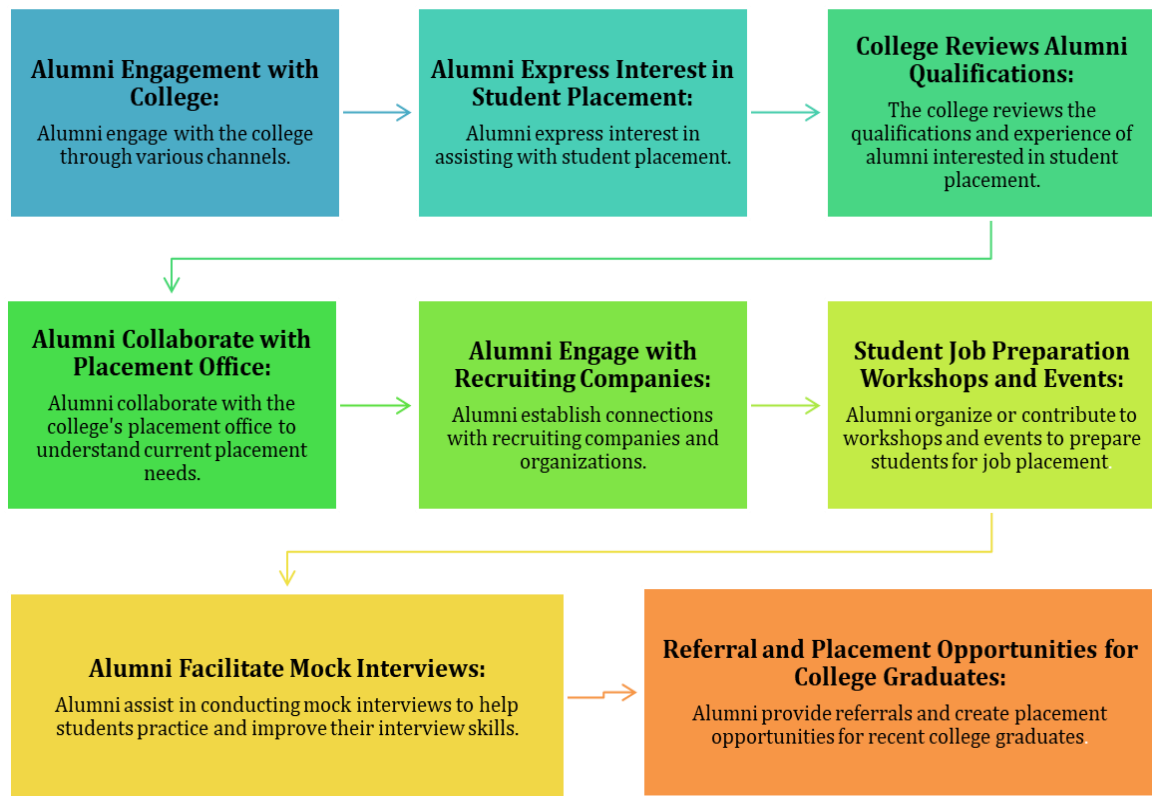 Alumni Engagement with
College:
Alumni engage with the college
through various channels.
Alumni Express Interest in
Student Placement:
Alumni express interest in
assisting with student placement.
College Reviews Alumni
Qualifications:
The college reviews the
qualifications and experience of
alumni interested in student
placement.
Alumni Collaborate with
Placement Office:
Alumni collaborate with the
college's placement office to
understand current placement
needs.
Alumni Engage with
Recruiting Companies:
Alumni establish connections
with recruiting companies and
organizations.
Student Job Preparation
Workshops and Events:
Alumni organize or contribute to
workshops and events to prepare
students for job placement.
Alumni Facilitate Mock Interviews:
Alumni assist in conducting mock interviews to help
students practice and improve their interview skills.
Referral and Placement Opportunities for
College Graduates:
Alumni provide referrals and create placement
opportunities for recent college graduates.